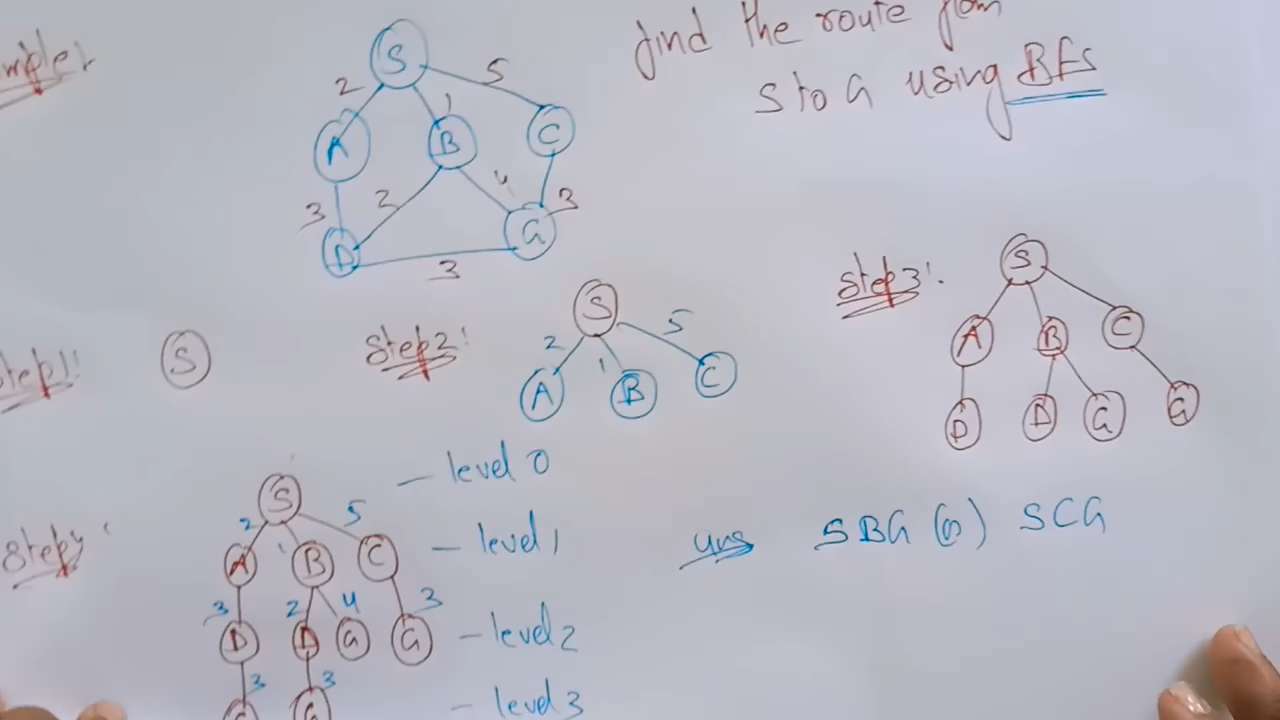 find the route from
S to G using BFS
S
2
1
5
A
B
C
3
2
4
3
D
G
3
Step1:
S
Step2:
S
2
1
5
A
B
C
Step3:
S
A
B
C
D
D
G
G
Step4:
S
- level 0
2
1
5
A
B
C
- level 1
3
2
4
3
D
D
G
G
- level 2
3
3
G
G
- level 3
Ans SBG (or) SCG